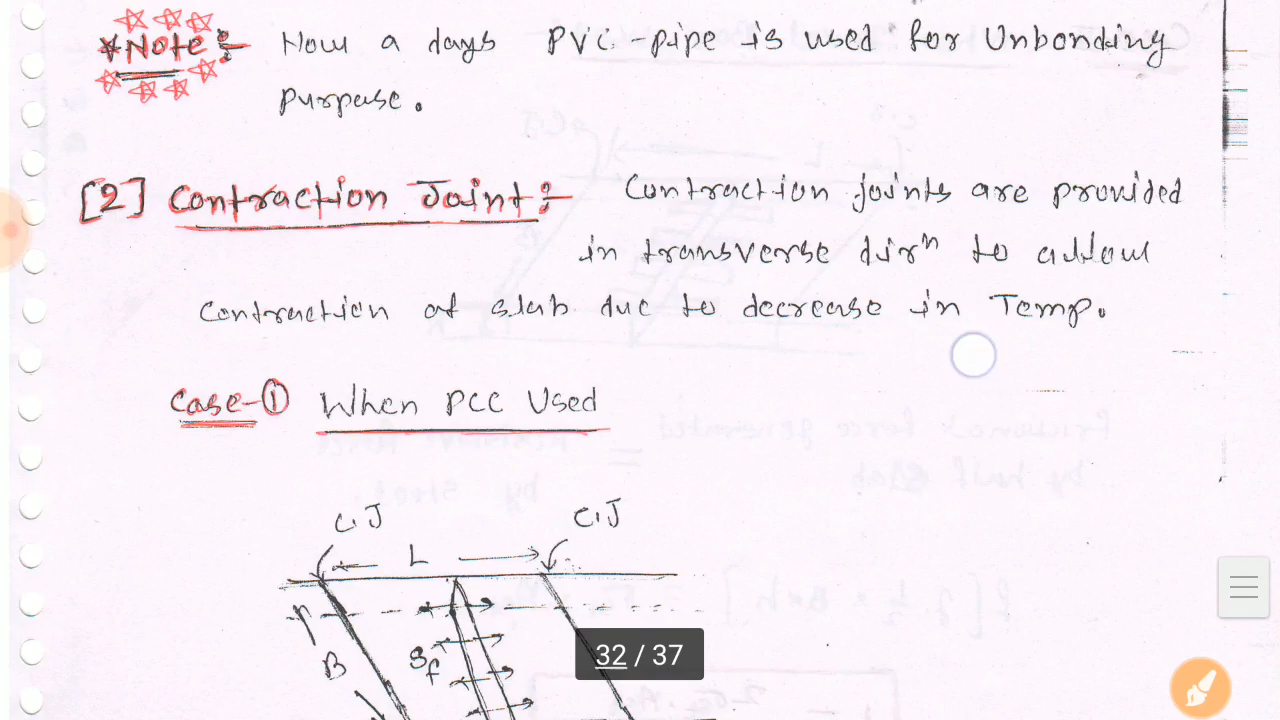 *Note:- Now a days PVC-pipe is used for Unbonding
Purpose.
[2] Contraction Joint:- Contraction joints are provided
in transverse dirⁿ to allow
contraction of slab due to decrease in Temp.
Case-① When PCC Used
C.J C.J
L
B Sf
32 / 37